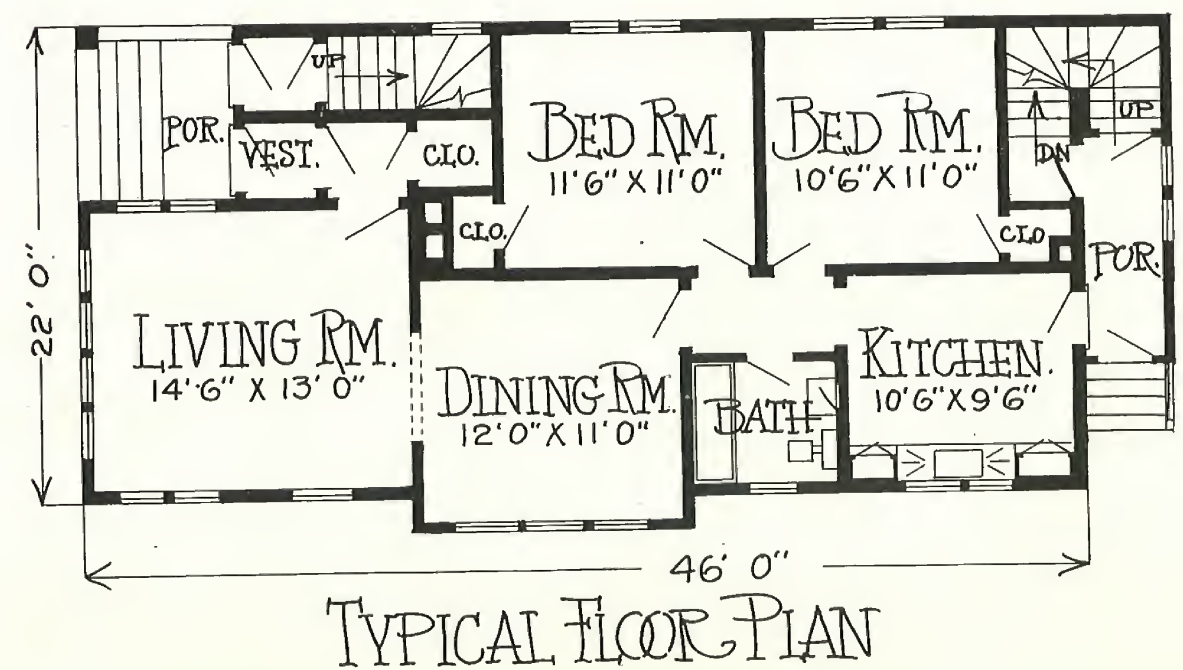 UP
POR.
VEST.
CLO.
CLO.
BED RM.
11'6" X 11'0"
BED RM.
10'6" X 11'0"
UP
DN
CLO
POR.
22' 0"
LIVING RM.
14'6" X 13'0"
DINING RM.
12'0" X 11'0"
BATH
KITCHEN.
10'6" X 9'6"
46' 0"
TYPICAL FLOOR PLAN